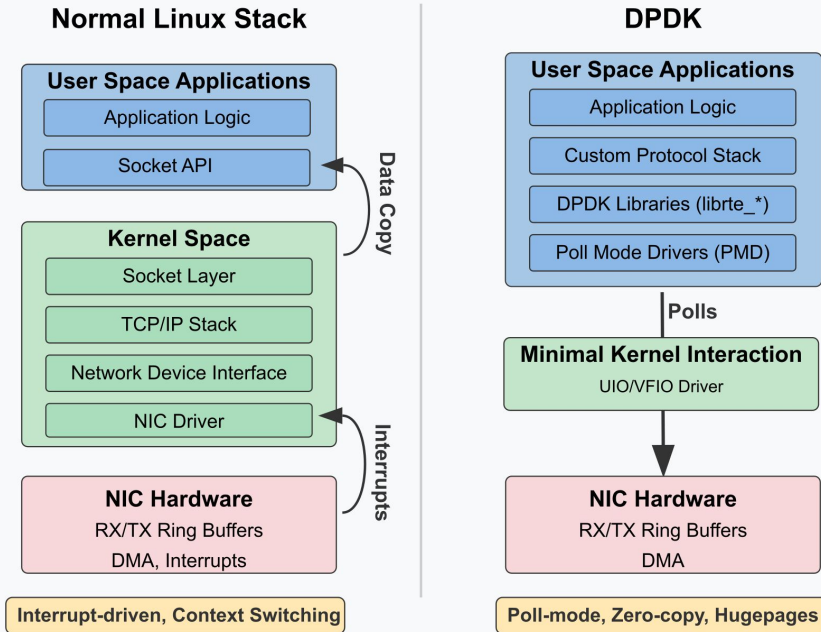 Normal Linux Stack
User Space Applications
Application Logic
Socket API
Data Copy
Kernel Space
Socket Layer
TCP/IP Stack
Network Device Interface
NIC Driver
Interrupts
NIC Hardware
RX/TX Ring Buffers
DMA, Interrupts
Interrupt-driven, Context Switching
DPDK
User Space Applications
Application Logic
Custom Protocol Stack
DPDK Libraries (librte_*)
Poll Mode Drivers (PMD)
Polls
Minimal Kernel Interaction
UIO/VFIO Driver
NIC Hardware
RX/TX Ring Buffers
DMA
Poll-mode, Zero-copy, Hugepages